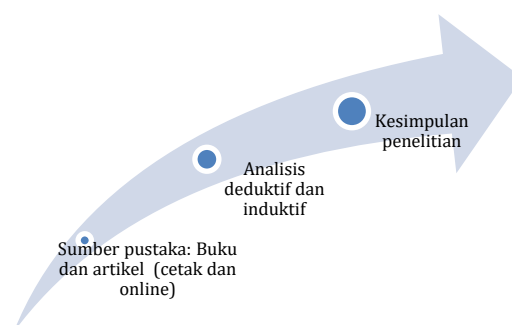 Sumber pustaka: Buku
dan artikel (cetak dan
online)
Analisis
deduktif dan
induktif
Kesimpulan
penelitian